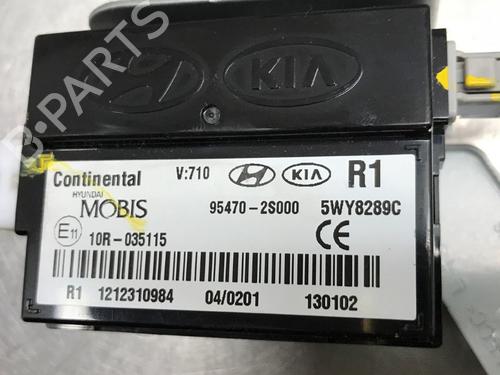 KIA
B-PARTS
Continental V:710 KIA R1
HYUNDAI
MOBIS 95470-2S000 5WY8289C
E11 10R-035115 CE
R1 1212310984 04/0201 130102